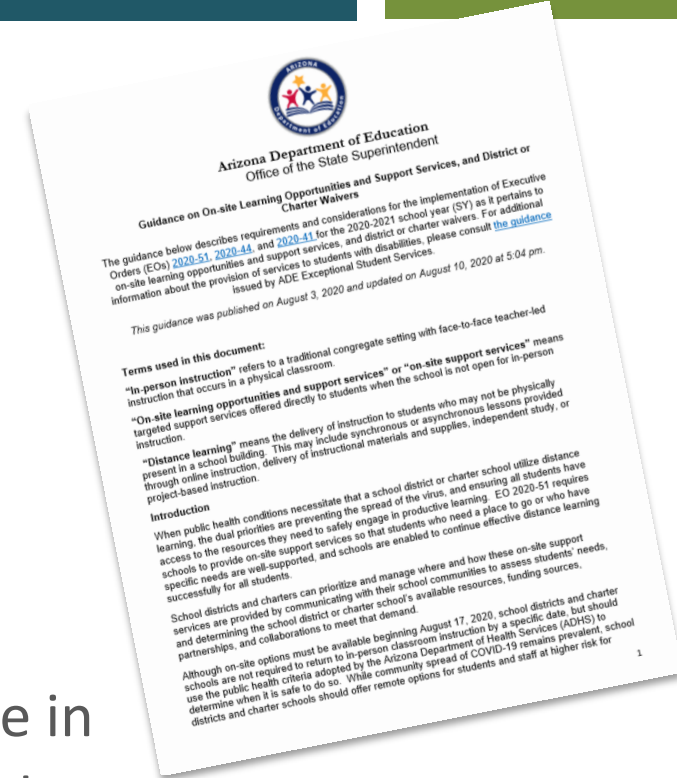 ARIZONA
Department of Education
Arizona Department of Education
Office of the State Superintendent
Guidance on On-site Learning Opportunities and Support Services, and District or
Charter Waivers
The guidance below describes requirements and considerations for the implementation of Executive
Orders (EOs) 2020-51, 2020-44, and 2020-41 for the 2020-2021 school year (SY) as it pertains to
on-site learning opportunities and support services, and district or charter waivers. For additional
information about the provision of services to students with disabilities, please consult the guidance
issued by ADE Exceptional Student Services.
This guidance was published on August 3, 2020 and updated on August 10, 2020 at 5:04 pm.
Terms used in this document:
“In-person instruction” refers to a traditional congregate setting with face-to-face teacher-led
instruction that occurs in a physical classroom.
“On-site learning opportunities and support services” or “on-site support services” means
targeted support services offered directly to students when the school is not open for in-person
instruction.
“Distance learning” means the delivery of instruction to students who may not be physically
present in a school building. This may include synchronous or asynchronous lessons provided
through online instruction, delivery of instructional materials and supplies, independent study, or
project-based instruction.
Introduction
When public health conditions necessitate that a school district or charter school utilize distance
learning, the dual priorities are preventing the spread of the virus, and ensuring all students have
access to the resources they need to safely engage in productive learning. EO 2020-51 requires
schools to provide on-site support services so that students who need a place to go or who have
specific needs are well-supported, and schools are enabled to continue effective distance learning
successfully for all students.
School districts and charters can prioritize and manage where and how these on-site support
services are provided by communicating with their school communities to assess students' needs,
and determining the school district or charter school's available resources, funding sources,
partnerships, and collaborations to meet that demand.
Although on-site options must be available beginning August 17, 2020, school districts and charter
schools are not required to return to in-person classroom instruction by a specific date, but should
use the public health criteria adopted by the Arizona Department of Health Services (ADHS) to
determine when it is safe to do so. While community spread of COVID-19 remains prevalent, school
districts and charter schools should offer remote options for students and staff at higher risk for
1
e in